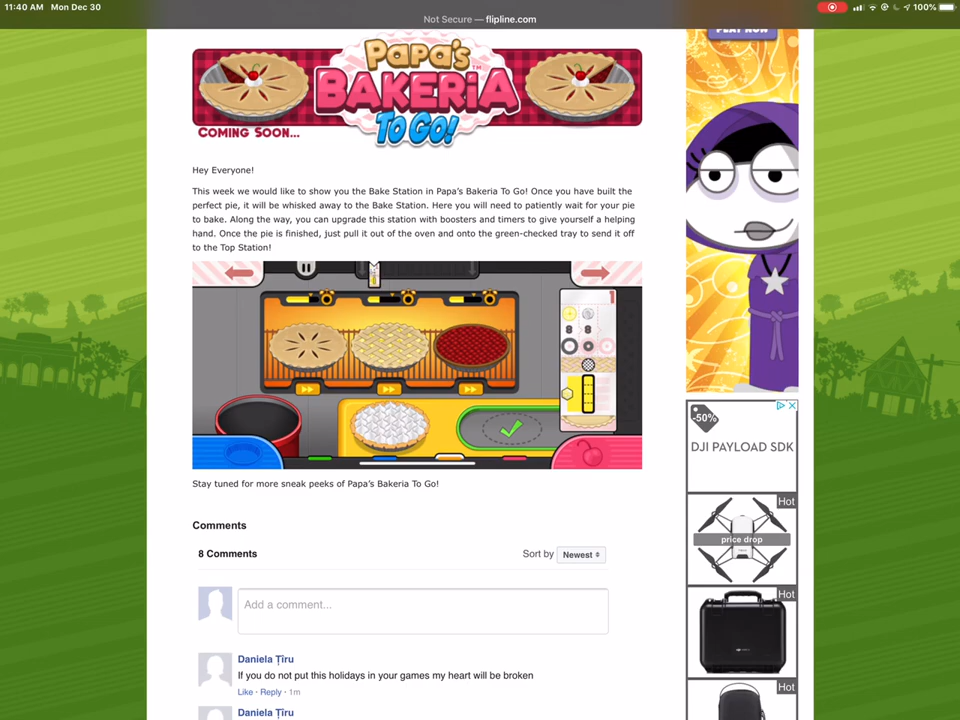 11:40 AM Mon Dec 30
100%
Not Secure — flipline.com
Papa's
BAKERIA
TM
TO GO!
COMING SOON...
PLAY NOW
Hey Everyone!
This week we would like to show you the Bake Station in Papa's Bakeria To Go! Once you have built the
perfect pie, it will be whisked away to the Bake Station. Here you will need to patiently wait for your pie
to bake. Along the way, you can upgrade this station with boosters and timers to give yourself a helping
hand. Once the pie is finished, just pull it out of the oven and onto the green-checked tray to send it off
to the Top Station!
1
Stay tuned for more sneak peeks of Papa's Bakeria To Go!
-50%
DJI PAYLOAD SDK
Hot
price drop
Hot
Hot
Comments
8 Comments
Sort by Newest
Add a comment...
Daniela Țîru
If you do not put this holidays in your games my heart will be broken
Like · Reply · 1m
Daniela Țîru